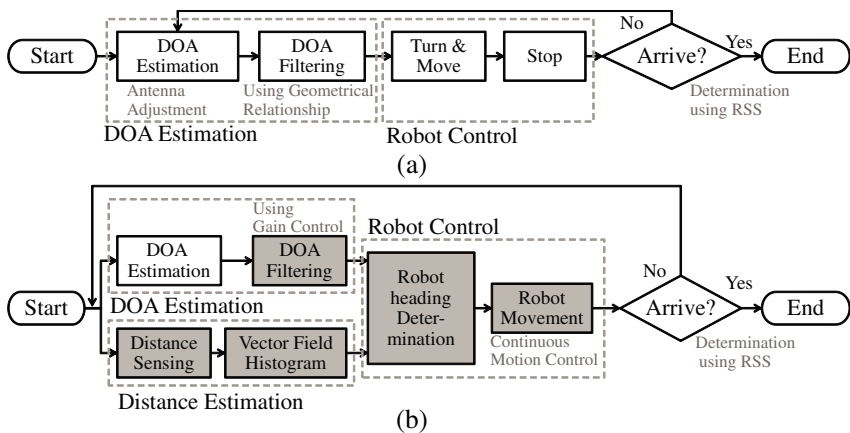 No
Start
DOA
Estimation
DOA
Filtering
Turn &
Move
Stop
Arrive?
Yes
End
Antenna
Adjustment
Using Geometrical
Relationship
Determination
using RSS
DOA Estimation
Robot Control
(a)
Using
Gain Control
Robot Control
DOA
Estimation
DOA
Filtering
No
Yes
Start
DOA Estimation
Robot
heading
Deter-
mination
Robot
Movement
Arrive?
End
Distance
Sensing
Vector Field
Histogram
Continuous
Motion Control
Determination
using RSS
Distance Estimation
(b)